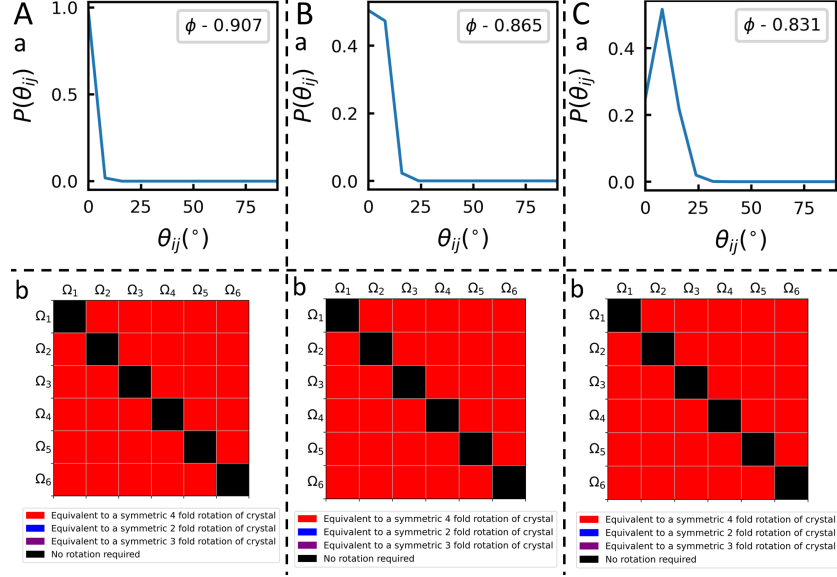 A
a
P(θij)
1.0
0.5
0.0
ϕ - 0.907
0 25 50 75
θij(°)
B
a
P(θij)
0.4
0.2
0.0
ϕ - 0.865
0 25 50 75
θij(°)
C
a
P(θij)
0.4
0.2
0.0
ϕ - 0.831
0 25 50 75
θij(°)
b
Ω1 Ω2 Ω3 Ω4 Ω5 Ω6
Ω1
Ω2
Ω3
Ω4
Ω5
Ω6
Equivalent to a symmetric 4 fold rotation of crystal
Equivalent to a symmetric 2 fold rotation of crystal
Equivalent to a symmetric 3 fold rotation of crystal
No rotation required
b
Ω1 Ω2 Ω3 Ω4 Ω5 Ω6
Ω1
Ω2
Ω3
Ω4
Ω5
Ω6
Equivalent to a symmetric 4 fold rotation of crystal
Equivalent to a symmetric 2 fold rotation of crystal
Equivalent to a symmetric 3 fold rotation of crystal
No rotation required
b
Ω1 Ω2 Ω3 Ω4 Ω5 Ω6
Ω1
Ω2
Ω3
Ω4
Ω5
Ω6
Equivalent to a symmetric 4 fold rotation of crystal
Equivalent to a symmetric 2 fold rotation of crystal
Equivalent to a symmetric 3 fold rotation of crystal
No rotation required